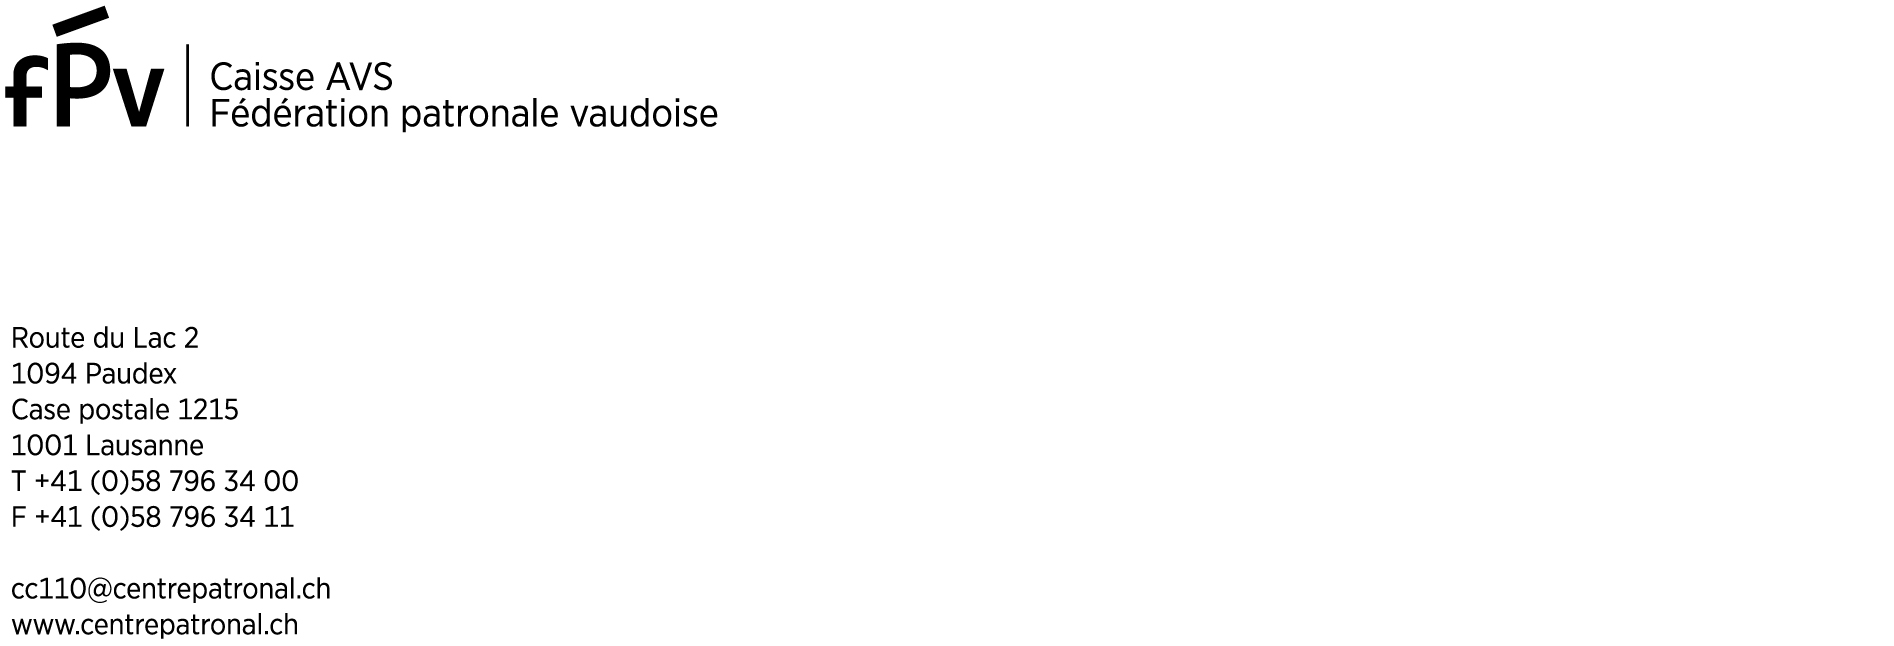 fPv
Caisse AVS
Fédération patronale vaudoise
Route du Lac 2
1094 Paudex
Case postale 1215
1001 Lausanne
T +41 (0)58 796 34 00
F +41 (0)58 796 34 11
cc110@centrepatronal.ch
www.centrepatronal.ch